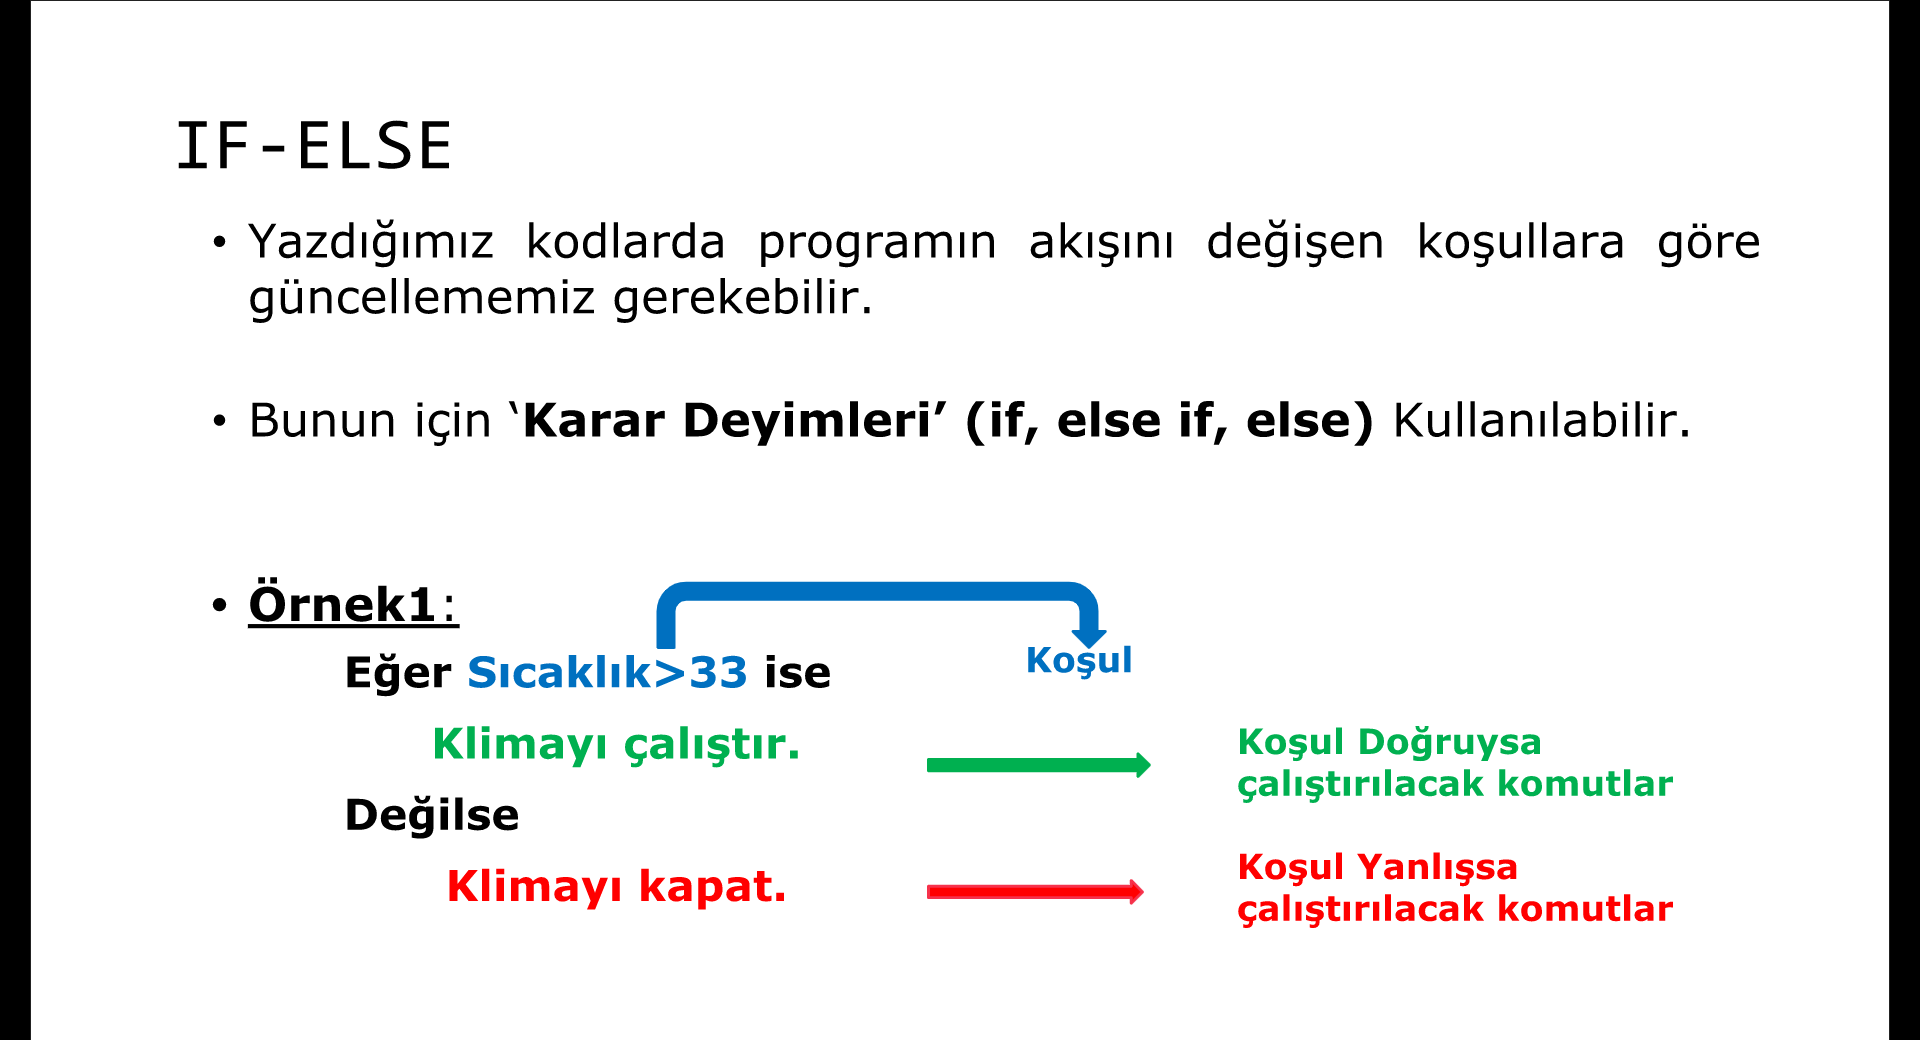 IF-ELSE
• Yazdığımız kodlarda programın akışını değişen koşullara göre
güncellememiz gerekebilir.
• Bunun için ‘Karar Deyimleri’ (if, else if, else) Kullanılabilir.
• Örnek1:
Eğer Sıcaklık>33 ise
Koşul
Klimayı çalıştır.
Koşul Doğruysa
çalıştırılacak komutlar
Değilse
Klimayı kapat.
Koşul Yanlışsa
çalıştırılacak komutlar